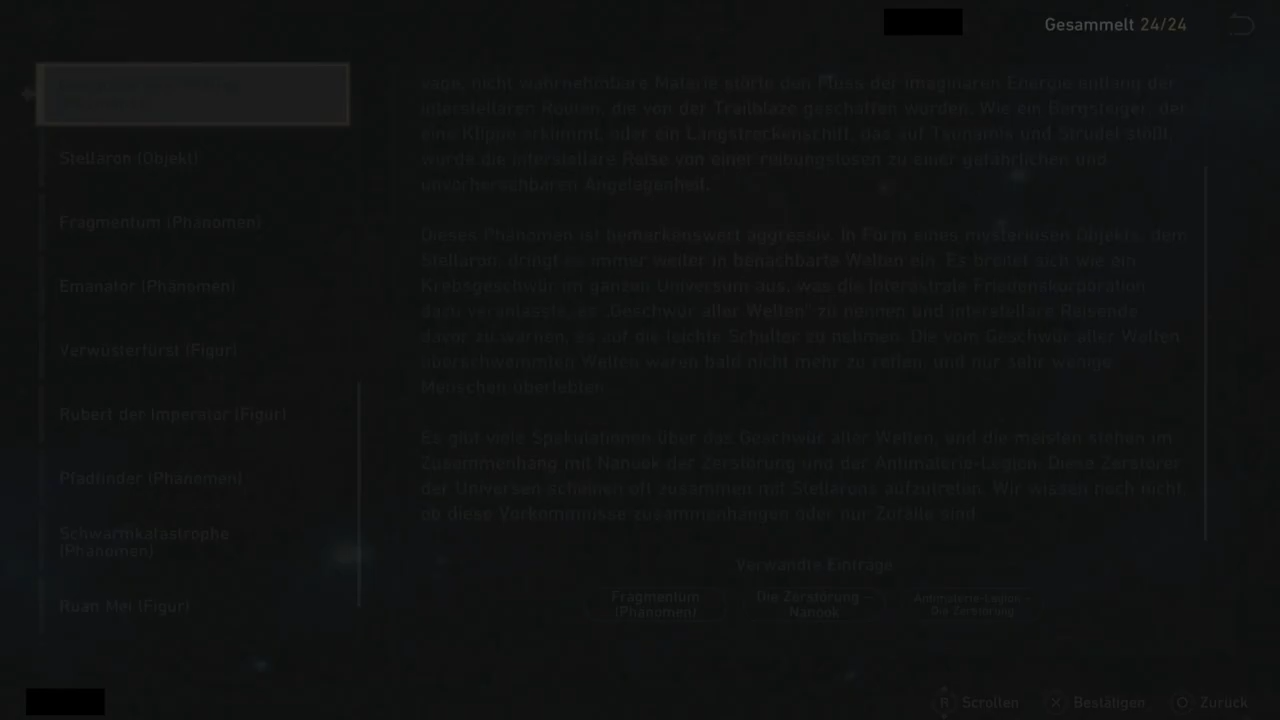 Gesammelt 24/24
Stellaron (Objekt)
Fragmentum (Phänomen)
Emanator (Phänomen)
Verwüsterfürst (Figur)
Rubert der Imperator (Figur)
Pfadfinder (Phänomen)
Schwarmkatastrophe
(Phänomen)
Ruan Mei (Figur)
vage, nicht wahrnehmbare Materie störte den Fluss der imaginären Energie entlang der
interstellaren Routen, die von der Trailblaze geschaffen wurden. Wie ein Bergsteiger, der
eine Klippe erklimmt, oder ein Langstreckenschiff, das auf Tsunamis und Strudel stößt,
wurde die interstellare Reise von einer reibungslosen zu einer gefährlichen und
unvorhersehbaren Angelegenheit.
Dieses Phänomen ist bemerkenswert aggressiv. In Form eines mysteriösen Objekts, dem
Stellaron, dringt es immer weiter in benachbarte Welten ein. Es breitet sich wie ein
Krebsgeschwür im ganzen Universum aus, was die Interastrale Friedenskorporation
dazu veranlasste, es „Geschwür aller Welten“ zu nennen und interstellare Reisende
davor zu warnen, es auf die leichte Schulter zu nehmen. Die vom Geschwür aller Welten
überschwemmten Welten waren bald nicht mehr zu retten, und nur sehr wenige
Menschen überlebten.
Es gibt viele Spekulationen über das Geschwür aller Welten, und die meisten stehen im
Zusammenhang mit Nanook der Zerstörung und der Antimaterie-Legion. Diese Zerstörer
der Universen scheinen oft zusammen mit Stellarons aufzutreten. Wir wissen noch nicht,
ob diese Vorkommnisse zusammenhängen oder nur Zufälle sind.
Verwandte Einträge
Fragmentum
(Phänomen)
Die Zerstörung –
Nanook
Antimaterie-Legion –
Die Zerstörung
R Scrollen
X Bestätigen
O Zurück